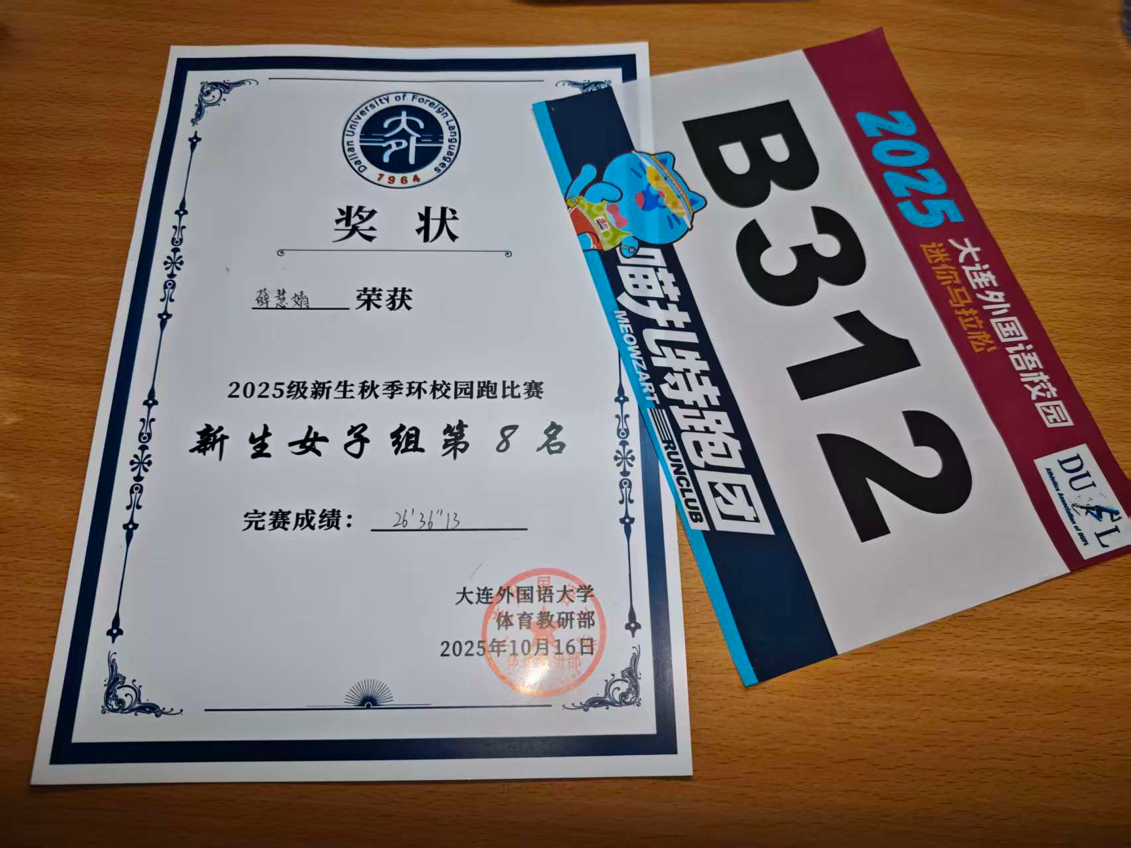 Dalian University of Foreign Languages
大外
1964
奖状
薛慧娟 荣获
2025级新生秋季环校园跑比赛
新生女子组第8名
完赛成绩： 26'36"13
大连外国语大学
体育教研部
2025年10月16日
2025 大连外国语校园
迷你马拉松
B312
喵扎特跑团
MEOWZART RUNCLUB
DUFL